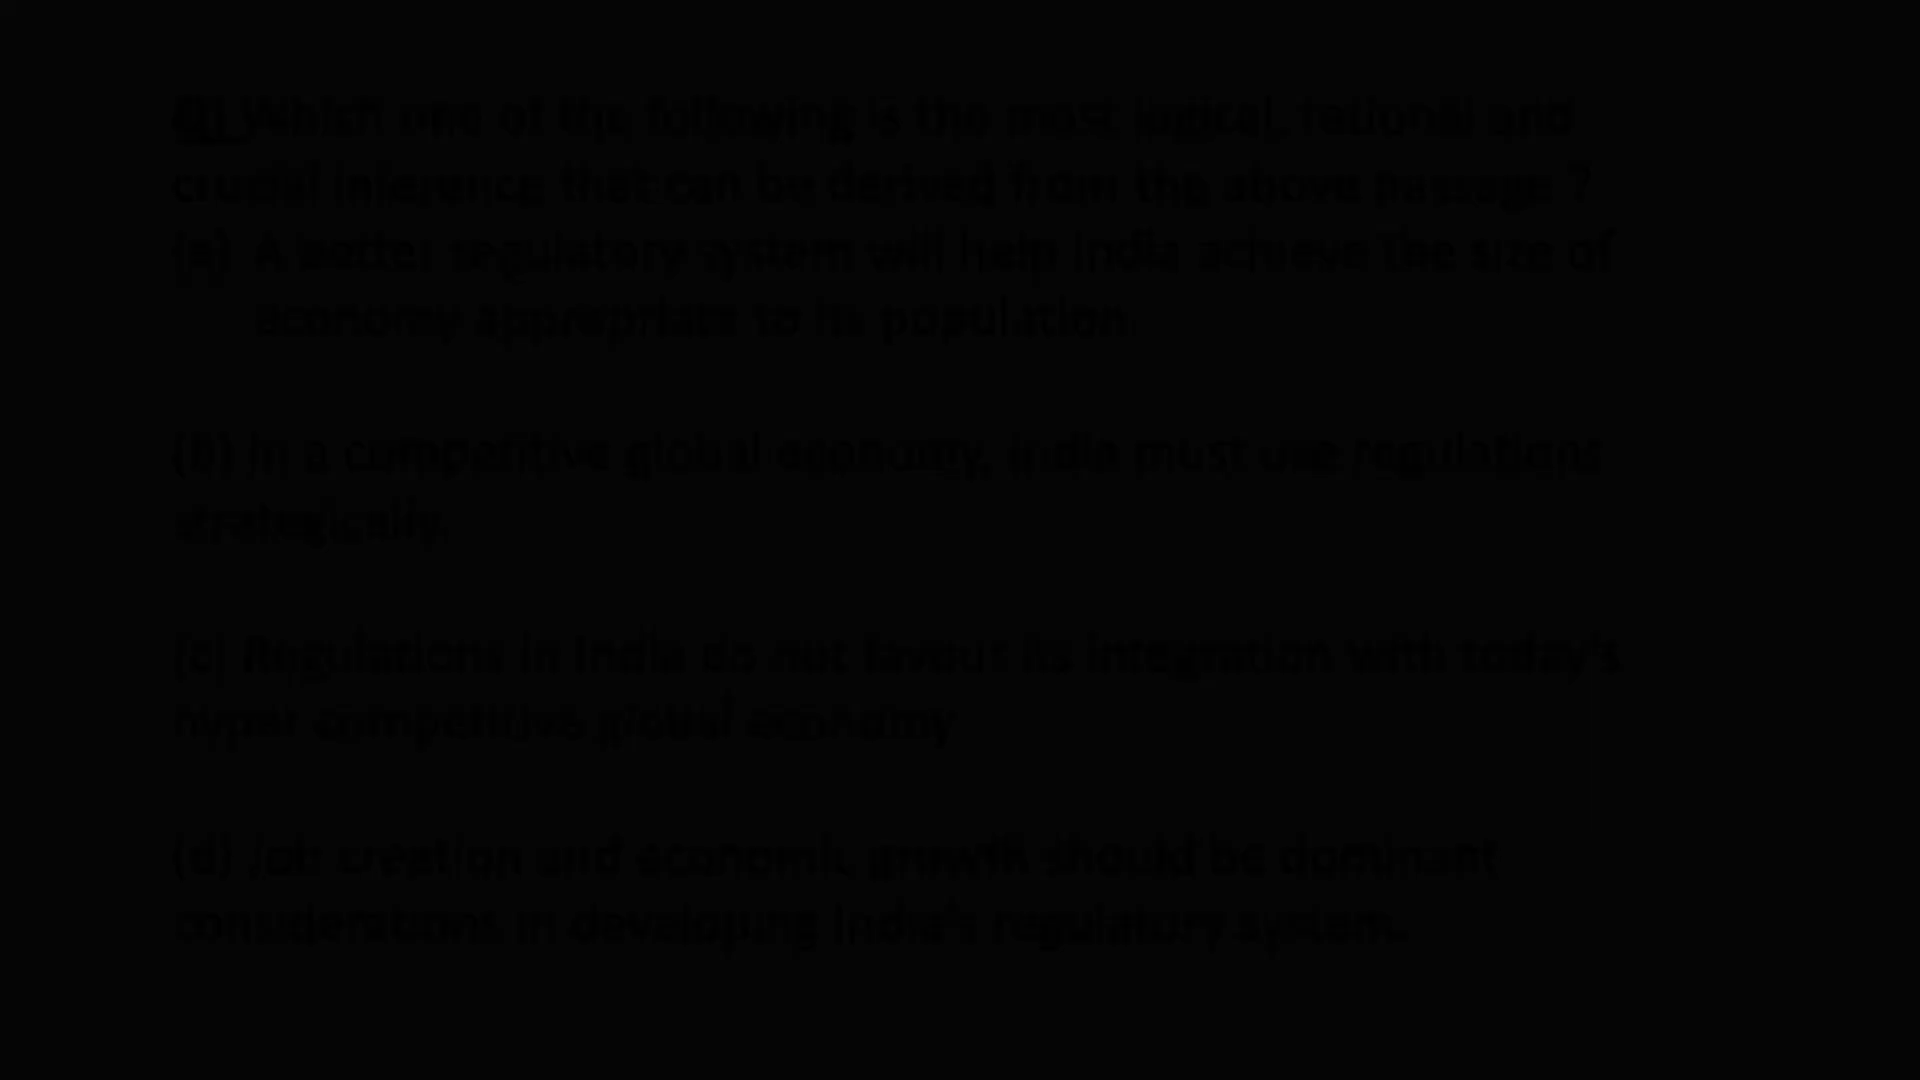 Q) Which one of the following is the most logical, rational and
crucial inference that can be derived from the above passage ?
(a) A better regulatory system will help India achieve the size of
economy appropriate to its population.
(b) In a competitive global economy, India must use regulations
strategically.
(c) Regulations in India do not favour its integration with today's
hyper competitive global economy
(d) Job creation and economic growth should be dominant
considerations in developing India's regulatory system.